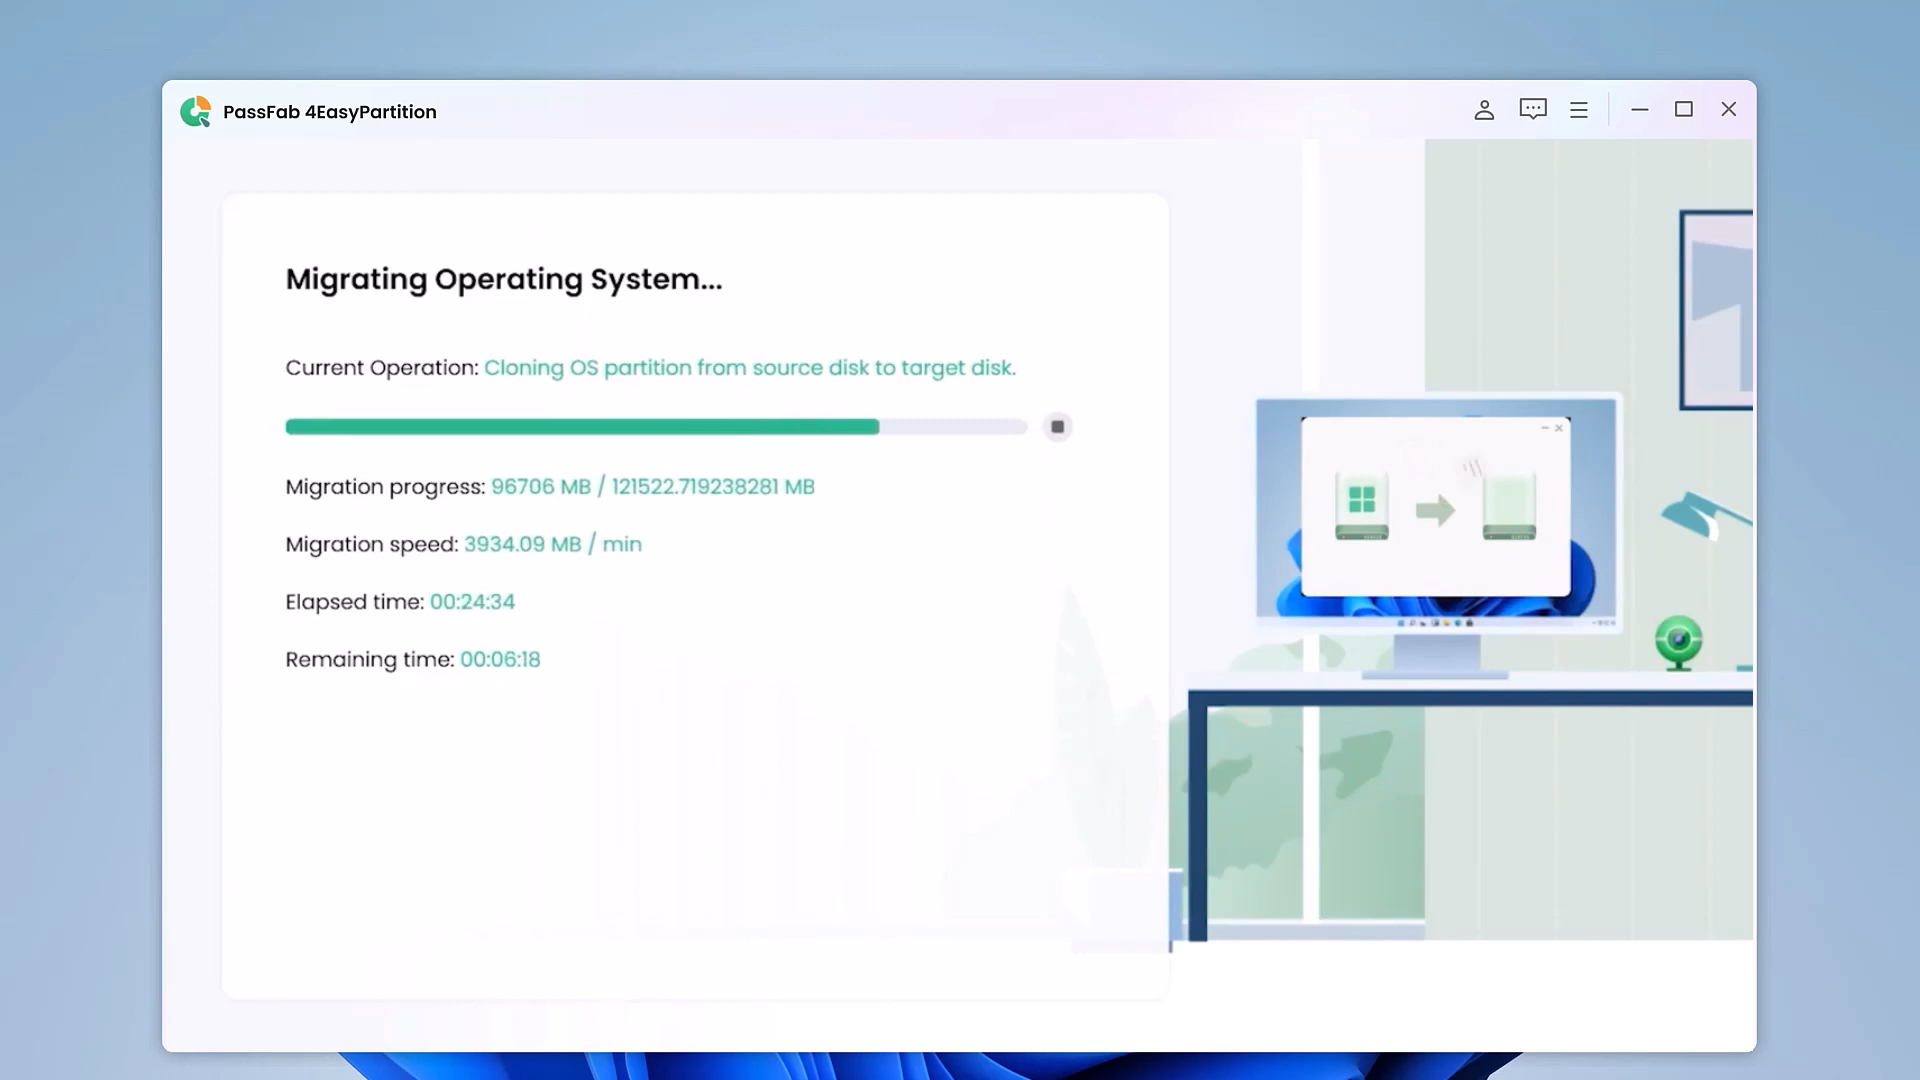 PassFab 4EasyPartition
Migrating Operating System...
Current Operation: Cloning OS partition from source disk to target disk.
Migration progress: 96706 MB / 121522.719238281 MB
Migration speed: 3934.09 MB / min
Elapsed time: 00:24:34
Remaining time: 00:06:18